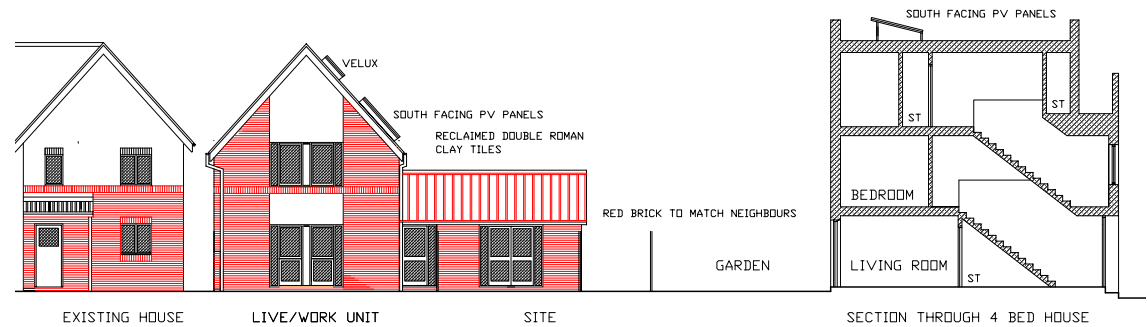 SOUTH FACING PV PANELS
VELUX
SOUTH FACING PV PANELS
RECLAIMED DOUBLE ROMAN
CLAY TILES
ST
ST
BEDROOM
RED BRICK TO MATCH NEIGHBOURS
GARDEN
LIVING ROOM
ST
EXISTING HOUSE
LIVE/WORK UNIT
SITE
SECTION THROUGH 4 BED HOUSE